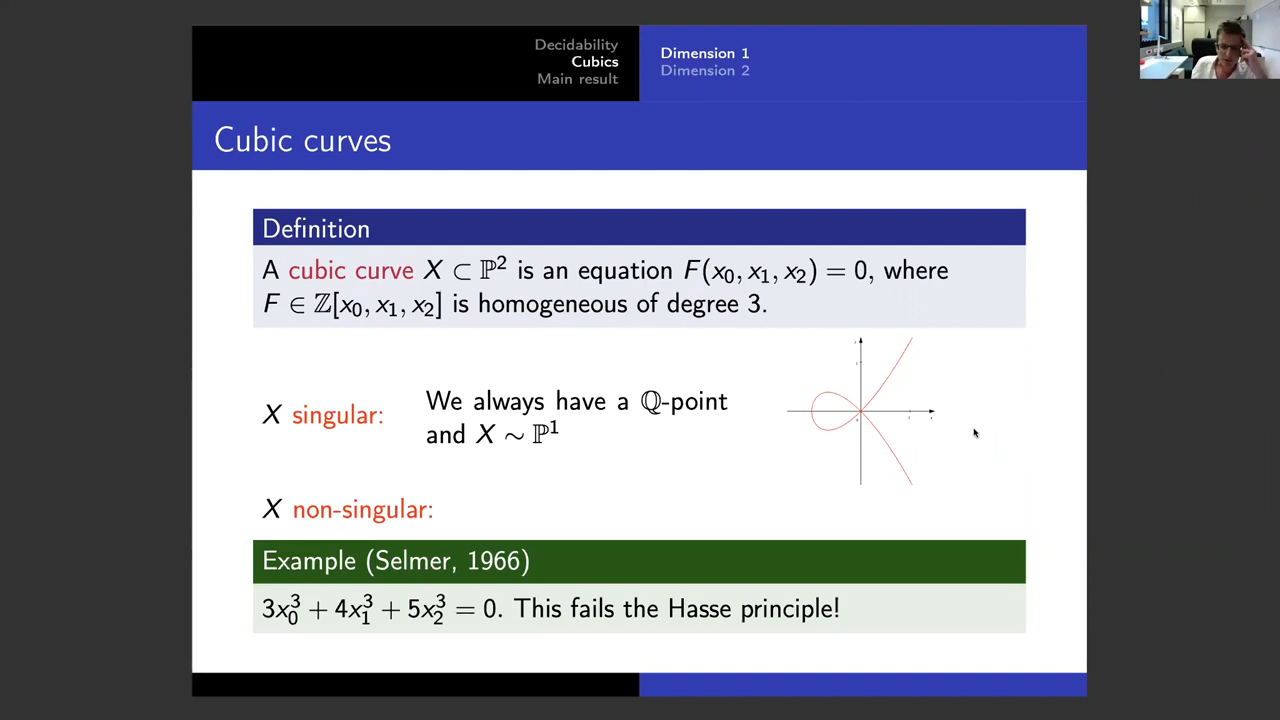 Decidability
Cubics
Main result
Dimension 1
Dimension 2
Cubic curves
Definition
A cubic curve X ⊂ ℙ² is an equation F(x₀, x₁, x₂) = 0, where
F ∈ ℤ[x₀, x₁, x₂] is homogeneous of degree 3.
X singular:
We always have a ℚ-point
and X ∼ ℙ¹
X non-singular:
Example (Selmer, 1966)
3x₀³ + 4x₁³ + 5x₂³ = 0. This fails the Hasse principle!